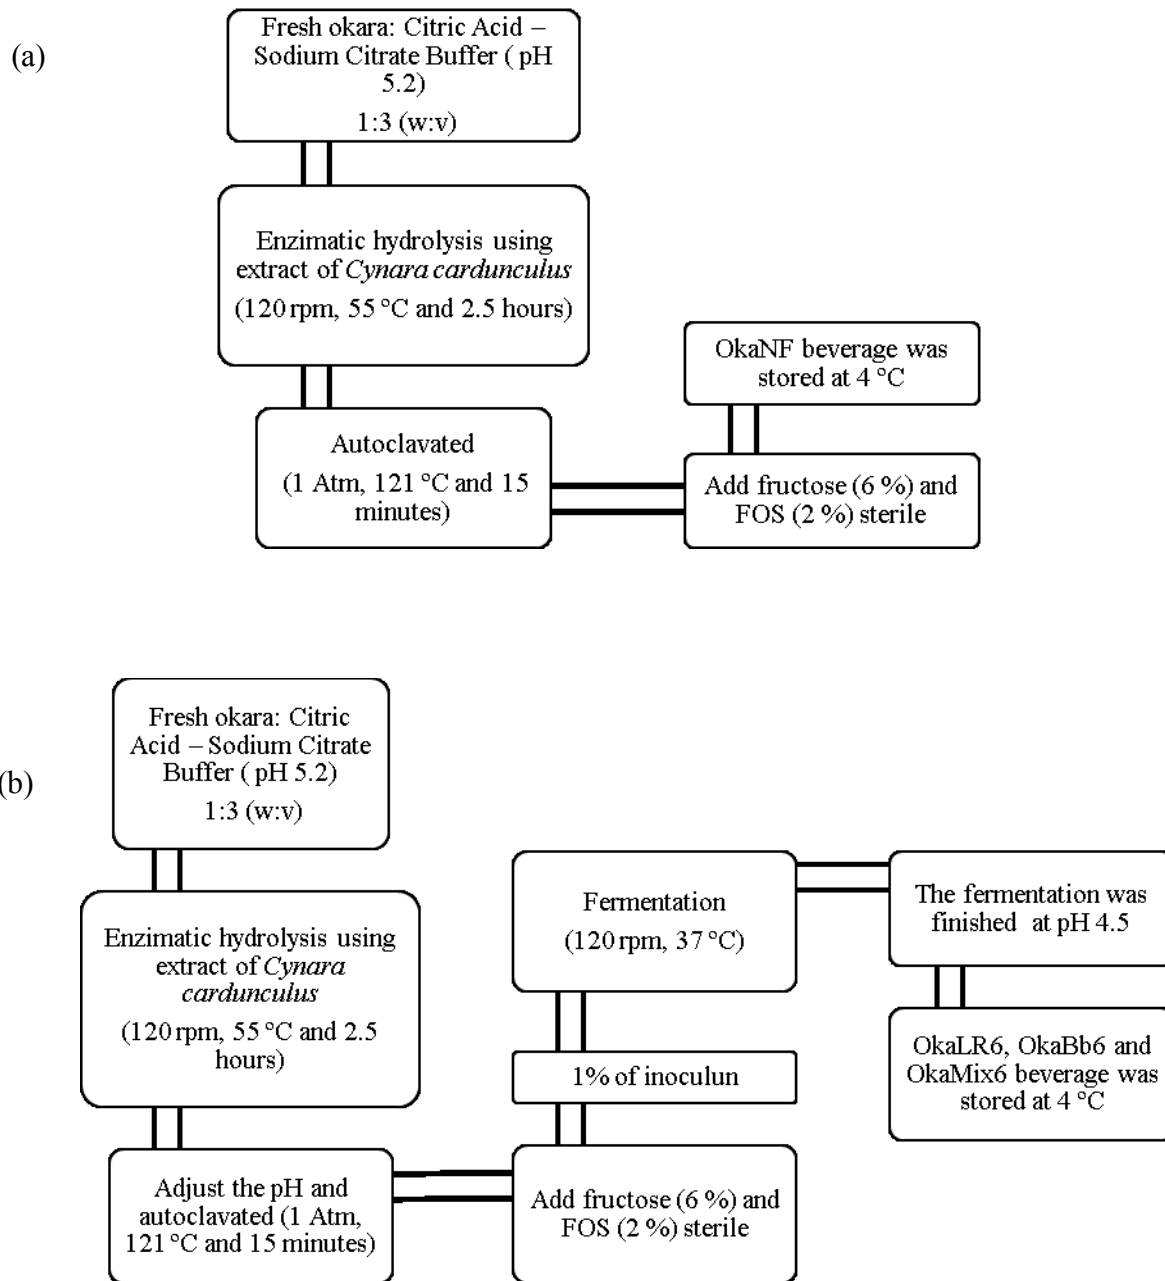 (a)
Fresh okara: Citric Acid –
Sodium Citrate Buffer ( pH
5.2)
1:3 (w:v)
Enzimatic hydrolysis using
extract of Cynara cardunculus
(120 rpm, 55 °C and 2.5 hours)
Autoclavated
(1 Atm, 121 °C and 15
minutes)
Add fructose (6 %) and
FOS (2 %) sterile
OkaNF beverage was
stored at 4 °C
(b)
Fresh okara: Citric
Acid – Sodium Citrate
Buffer ( pH 5.2)
1:3 (w:v)
Enzimatic hydrolysis using
extract of Cynara
cardunculus
(120 rpm, 55 °C and 2.5
hours)
Adjust the pH and
autoclavated (1 Atm,
121 °C and 15 minutes)
Add fructose (6 %) and
FOS (2 %) sterile
1% of inoculun
Fermentation
(120 rpm, 37 °C)
The fermentation was
finished at pH 4.5
OkaLR6, OkaBb6 and
OkaMix6 beverage was
stored at 4 °C